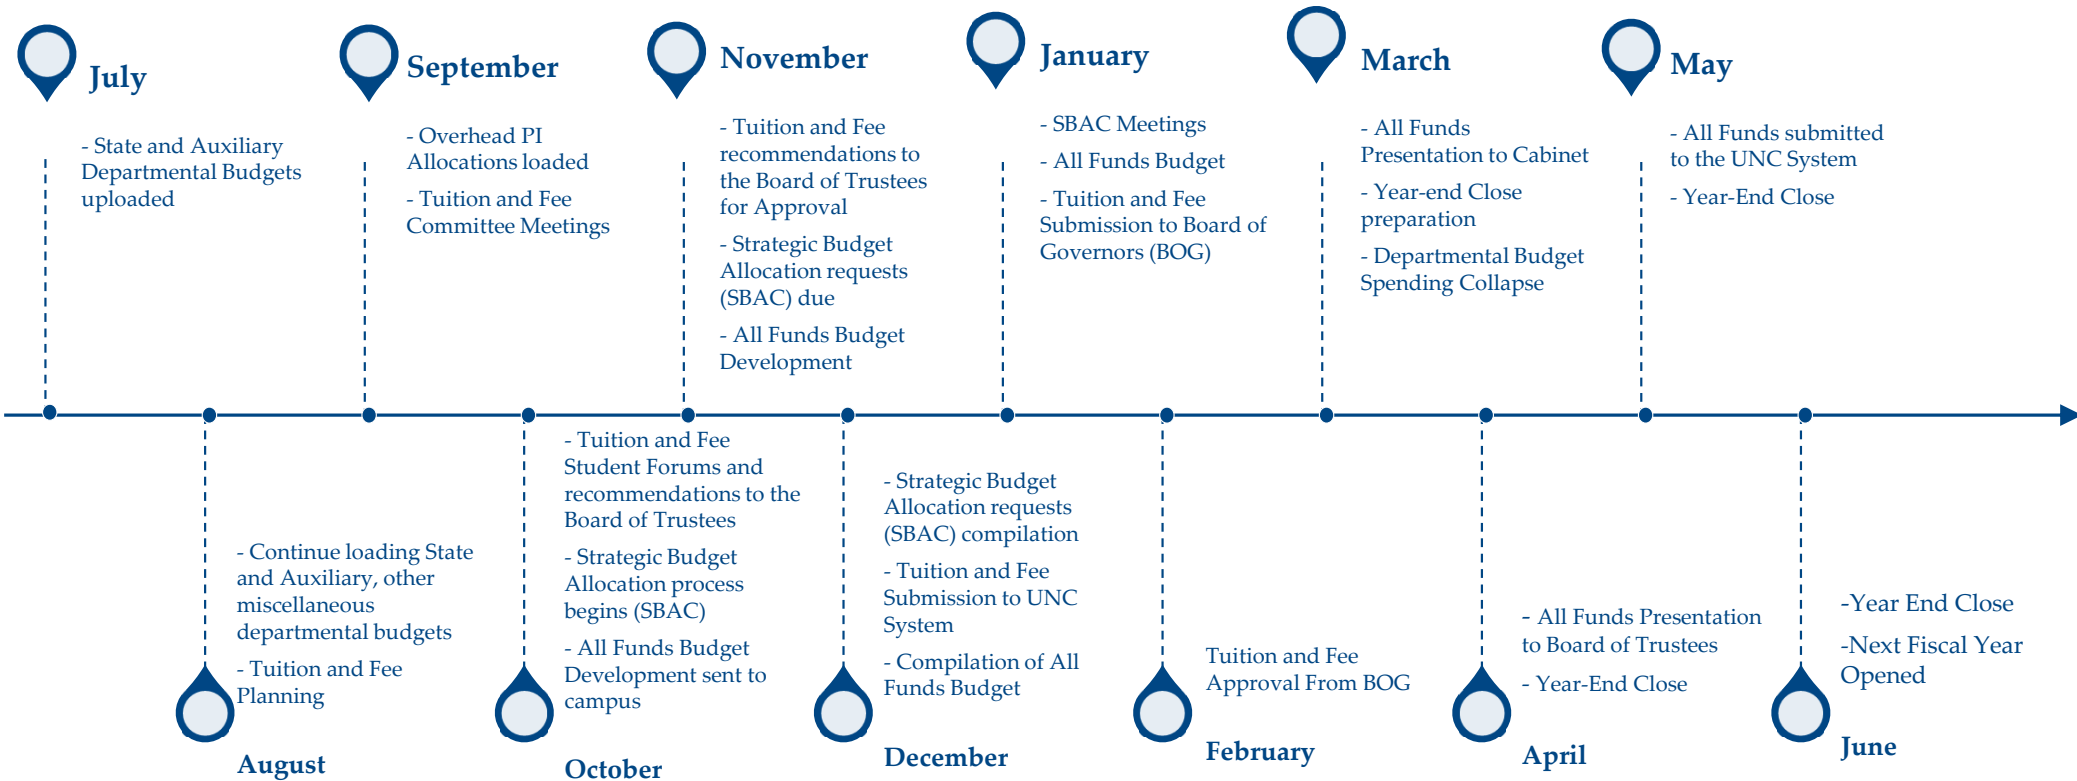 July
- State and Auxiliary
Departmental Budgets
uploaded
September
- Overhead PI
Allocations loaded
- Tuition and Fee
Committee Meetings
November
- Tuition and Fee
recommendations to
the Board of Trustees
for Approval
- Strategic Budget
Allocation requests
(SBAC) due
- All Funds Budget
Development
January
- SBAC Meetings
- All Funds Budget
- Tuition and Fee
Submission to Board of
Governors (BOG)
March
- All Funds
Presentation to Cabinet
- Year-end Close
preparation
- Departmental Budget
Spending Collapse
May
- All Funds submitted
to the UNC System
- Year-End Close
- Continue loading State
and Auxiliary, other
miscellaneous
departmental budgets
- Tuition and Fee
Planning
August
- Tuition and Fee
Student Forums and
recommendations to the
Board of Trustees
- Strategic Budget
Allocation process
begins (SBAC)
- All Funds Budget
Development sent to
campus
October
- Strategic Budget
Allocation requests
(SBAC) compilation
- Tuition and Fee
Submission to UNC
System
- Compilation of All
Funds Budget
December
Tuition and Fee
Approval From BOG
February
- All Funds Presentation
to Board of Trustees
- Year-End Close
April
-Year End Close
-Next Fiscal Year
Opened
June